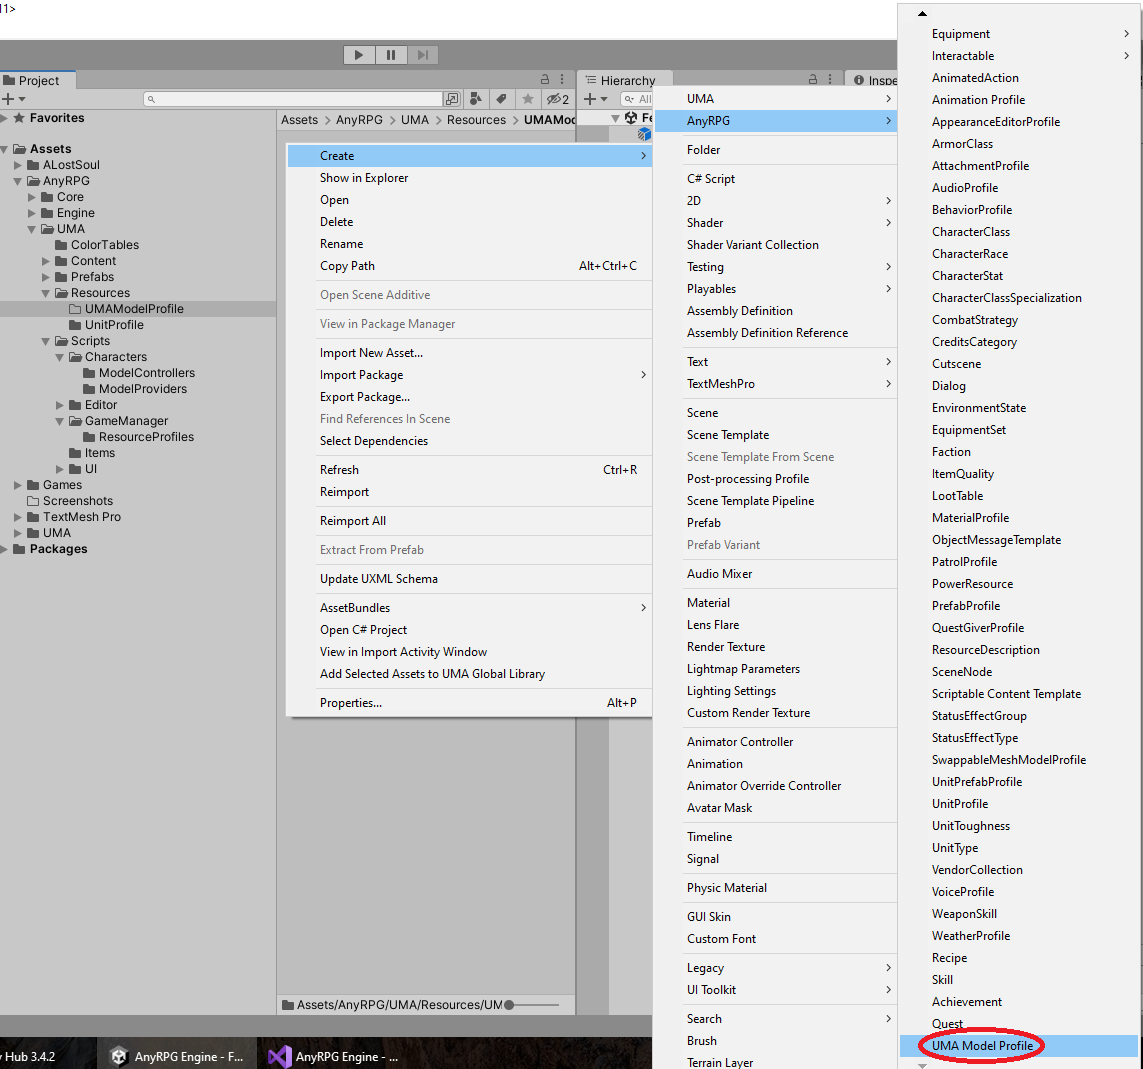 11>
Project
Hierarchy
Inspe
2
All
Favorites
Assets
ALostSoul
AnyRPG
Core
Engine
UMA
ColorTables
Content
Prefabs
Resources
UMAModelProfile
UnitProfile
Scripts
Characters
ModelControllers
ModelProviders
Editor
GameManager
ResourceProfiles
Items
UI
Games
Screenshots
TextMesh Pro
UMA
Packages
Assets > AnyRPG > UMA > Resources > UMAMo
Fe
Create >
Show in Explorer
Open
Delete
Rename
Copy Path Alt+Ctrl+C
Open Scene Additive
View in Package Manager
Import New Asset...
Import Package >
Export Package...
Find References In Scene
Select Dependencies
Refresh Ctrl+R
Reimport
Reimport All
Extract From Prefab
Update UXML Schema
AssetBundles >
Open C# Project
View in Import Activity Window
Add Selected Assets to UMA Global Library
Properties... Alt+P
Assets/AnyRPG/UMA/Resources/UM
UMA >
AnyRPG >
Folder
C# Script
2D >
Shader >
Shader Variant Collection
Testing >
Playables >
Assembly Definition
Assembly Definition Reference
Text >
TextMeshPro >
Scene
Scene Template
Scene Template From Scene
Post-processing Profile
Scene Template Pipeline
Prefab
Prefab Variant
Audio Mixer
Material
Lens Flare
Render Texture
Lightmap Parameters
Lighting Settings
Custom Render Texture
Animator Controller
Animation
Animator Override Controller
Avatar Mask
Timeline
Signal
Physic Material
GUI Skin
Custom Font
Legacy >
UI Toolkit >
Search >
Brush
Terrain Layer
Equipment >
Interactable >
AnimatedAction
Animation Profile
AppearanceEditorProfile
ArmorClass
AttachmentProfile
AudioProfile
BehaviorProfile
CharacterClass
CharacterRace
CharacterStat
CharacterClassSpecialization
CombatStrategy
CreditsCategory
Cutscene
Dialog
EnvironmentState
EquipmentSet
Faction
ItemQuality
LootTable
MaterialProfile
ObjectMessageTemplate
PatrolProfile
PowerResource
PrefabProfile
QuestGiverProfile
ResourceDescription
SceneNode
Scriptable Content Template
StatusEffectGroup
StatusEffectType
SwappableMeshModelProfile
UnitPrefabProfile
UnitProfile
UnitToughness
UnitType
VendorCollection
VoiceProfile
WeaponSkill
WeatherProfile
Recipe
Skill
Achievement
Quest
UMA Model Profile
y Hub 3.4.2
AnyRPG Engine - F...
AnyRPG Engine - ...